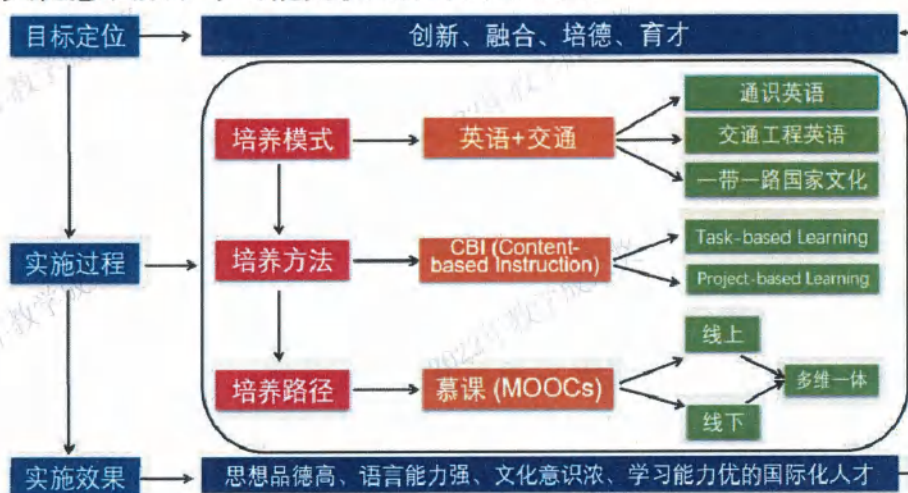 目标定位
创新、融合、培德、育才
培养模式
英语+交通
通识英语
交通工程英语
一带一路国家文化
实施过程
培养方法
CBI (Content-
based Instruction)
Task-based Learning
Project-based Learning
培养路径
慕课 (MOOCs)
线上
线下
多维一体
实施效果
思想品德高、语言能力强、文化意识浓、学习能力优的国际化人才